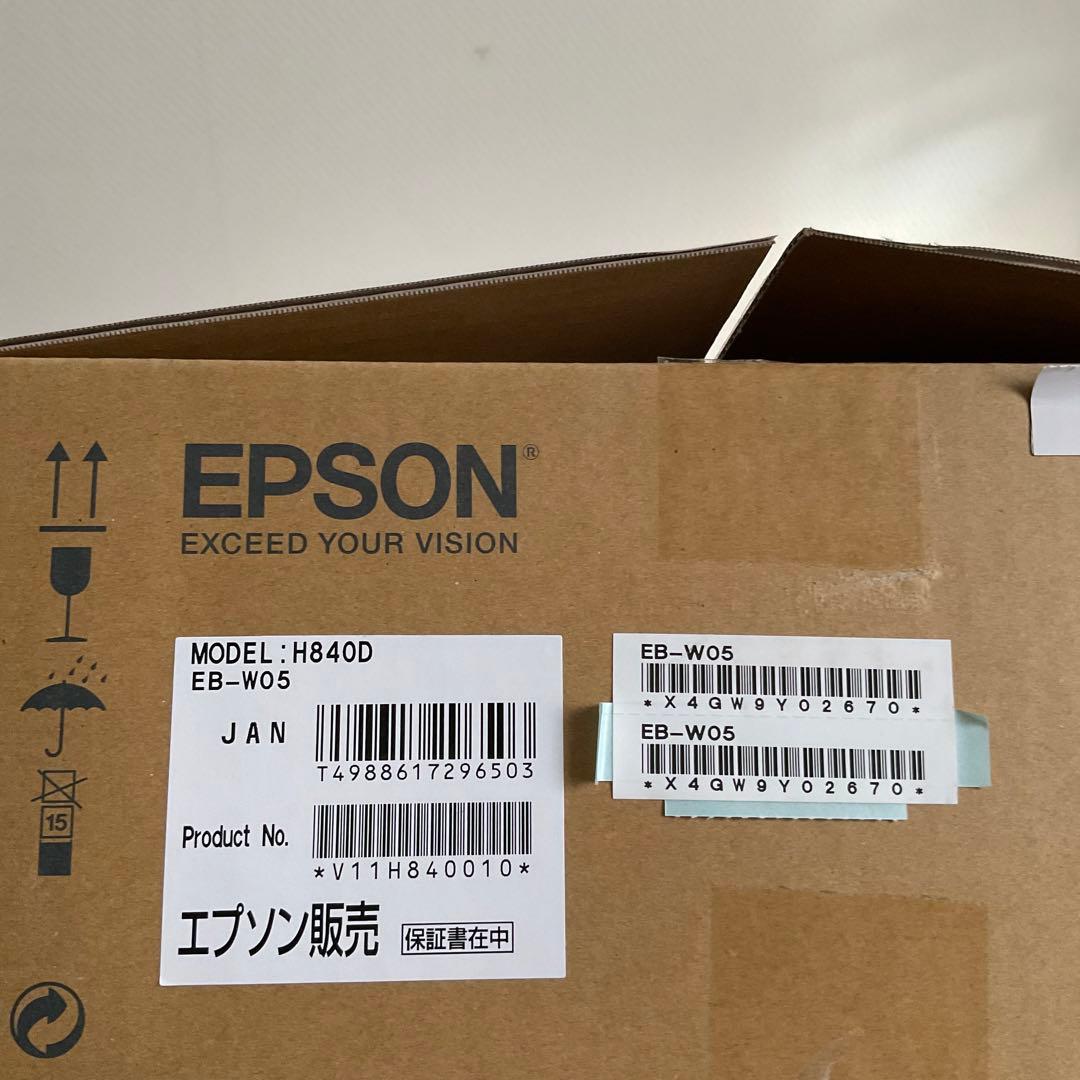 EPSON®
EXCEED YOUR VISION
MODEL:H840D
EB-W05
JAN
T4988617296503
Product No.
*V11H840010*
エプソン販売 保証書在中
EB-W05
*X4GW9Y02670*
EB-W05
*X4GW9Y02670*
15